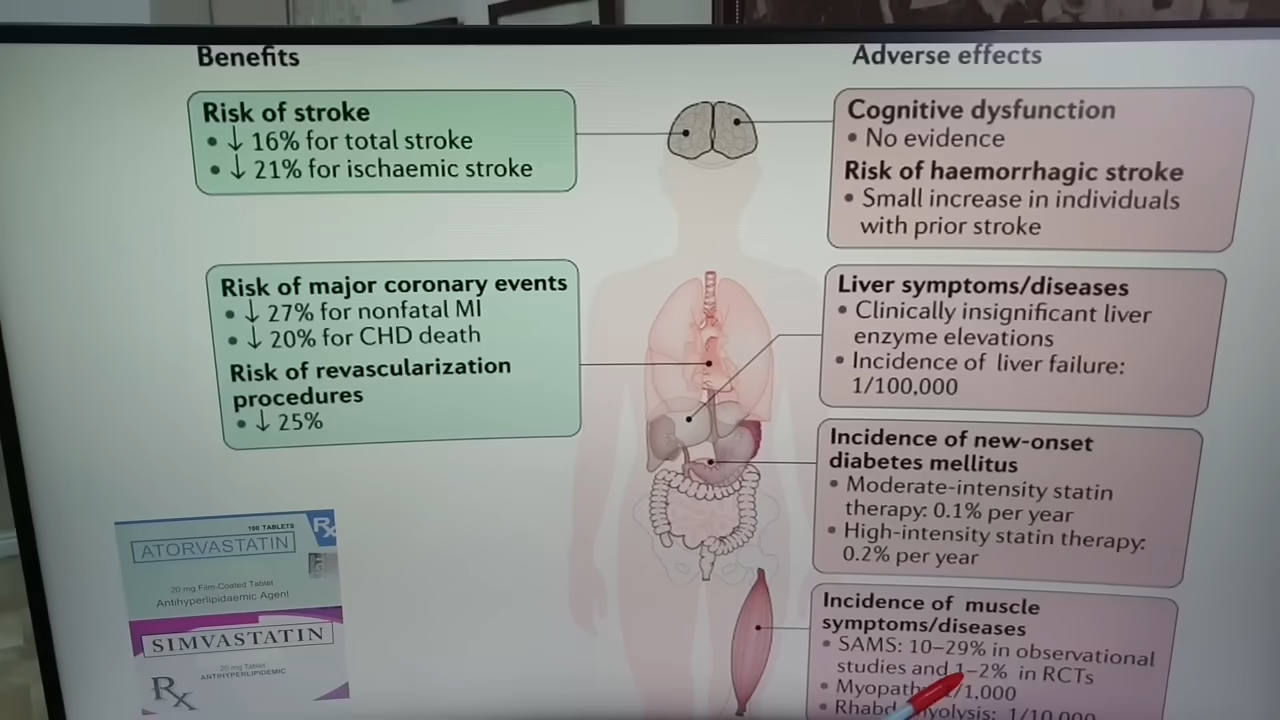 Benefits
Adverse effects
Risk of stroke
• ↓ 16% for total stroke
• ↓ 21% for ischaemic stroke
Cognitive dysfunction
• No evidence
Risk of haemorrhagic stroke
• Small increase in individuals
with prior stroke
Risk of major coronary events
• ↓ 27% for nonfatal MI
• ↓ 20% for CHD death
Risk of revascularization
procedures
• ↓ 25%
Liver symptoms/diseases
• Clinically insignificant liver
enzyme elevations
• Incidence of liver failure:
1/100,000
Incidence of new-onset
diabetes mellitus
• Moderate-intensity statin
therapy: 0.1% per year
• High-intensity statin therapy:
0.2% per year
Incidence of muscle
symptoms/diseases
• SAMS: 10–29% in observational
studies and 1–2% in RCTs
• 1/1,000
• 1/10,000
100 TABLETS
Rx
ATORVASTATIN
20 mg Film-Coated Tablet
Antihyperlipidaemic Agent
SIMVASTATIN
20 mg Tablet
ANTIHYPERLIPIDEMIC
Rx